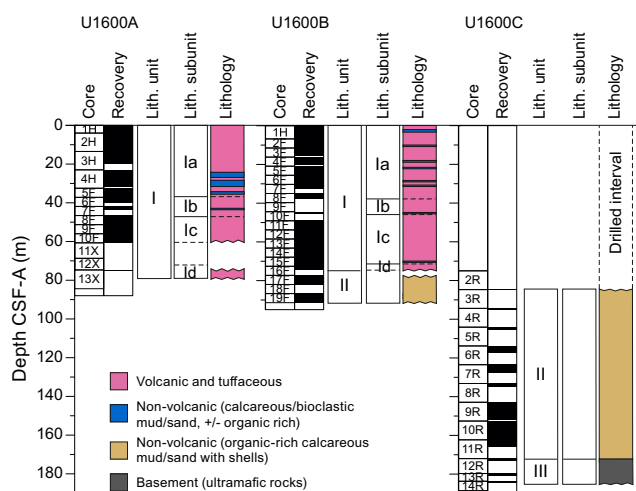 U1600A U1600B U1600C
Core Recovery Lith. unit Lith. subunit Lithology
Core Recovery Lith. unit Lith. subunit Lithology
Core Recovery Lith. unit Lith. subunit Lithology
Depth CSF-A (m)
0
20
40
60
80
100
120
140
160
180
1H
2H
3H
4H
5F
6F
7F
8F
9F
10F
11X
12X
13X
I
Ia
Ib
Ic
Id
1H
2F
3F
4F
5F
6F
7F
8F
9F
10F
11F
12F
13F
14F
15F
16F
17F
18F
19F
I
II
Ia
Ib
Ic
Id
2R
3R
4R
5R
6R
7R
8R
9R
10R
11R
12R
13R
14R
II
III
Drilled interval
Volcanic and tuffaceous
Non-volcanic (calcareous/bioclastic
mud/sand, +/- organic rich)
Non-volcanic (organic-rich calcareous
mud/sand with shells)
Basement (ultramafic rocks)